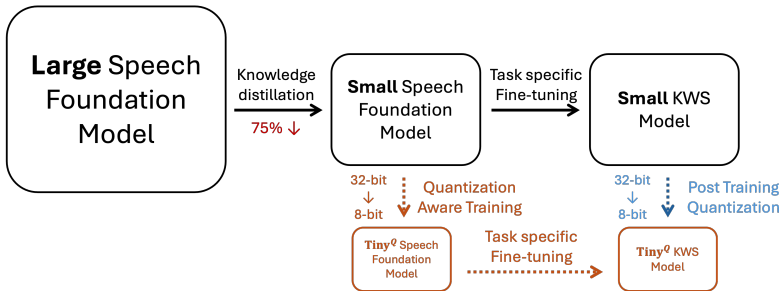 Large Speech
Foundation
Model
Knowledge
distillation
75% ↓
Small Speech
Foundation
Model
Task specific
Fine-tuning
Small KWS
Model
32-bit
↓
8-bit
Quantization
Aware Training
32-bit
↓
8-bit
Post Training
Quantization
Tiny^Q Speech
Foundation
Model
Task specific
Fine-tuning
Tiny^Q KWS
Model